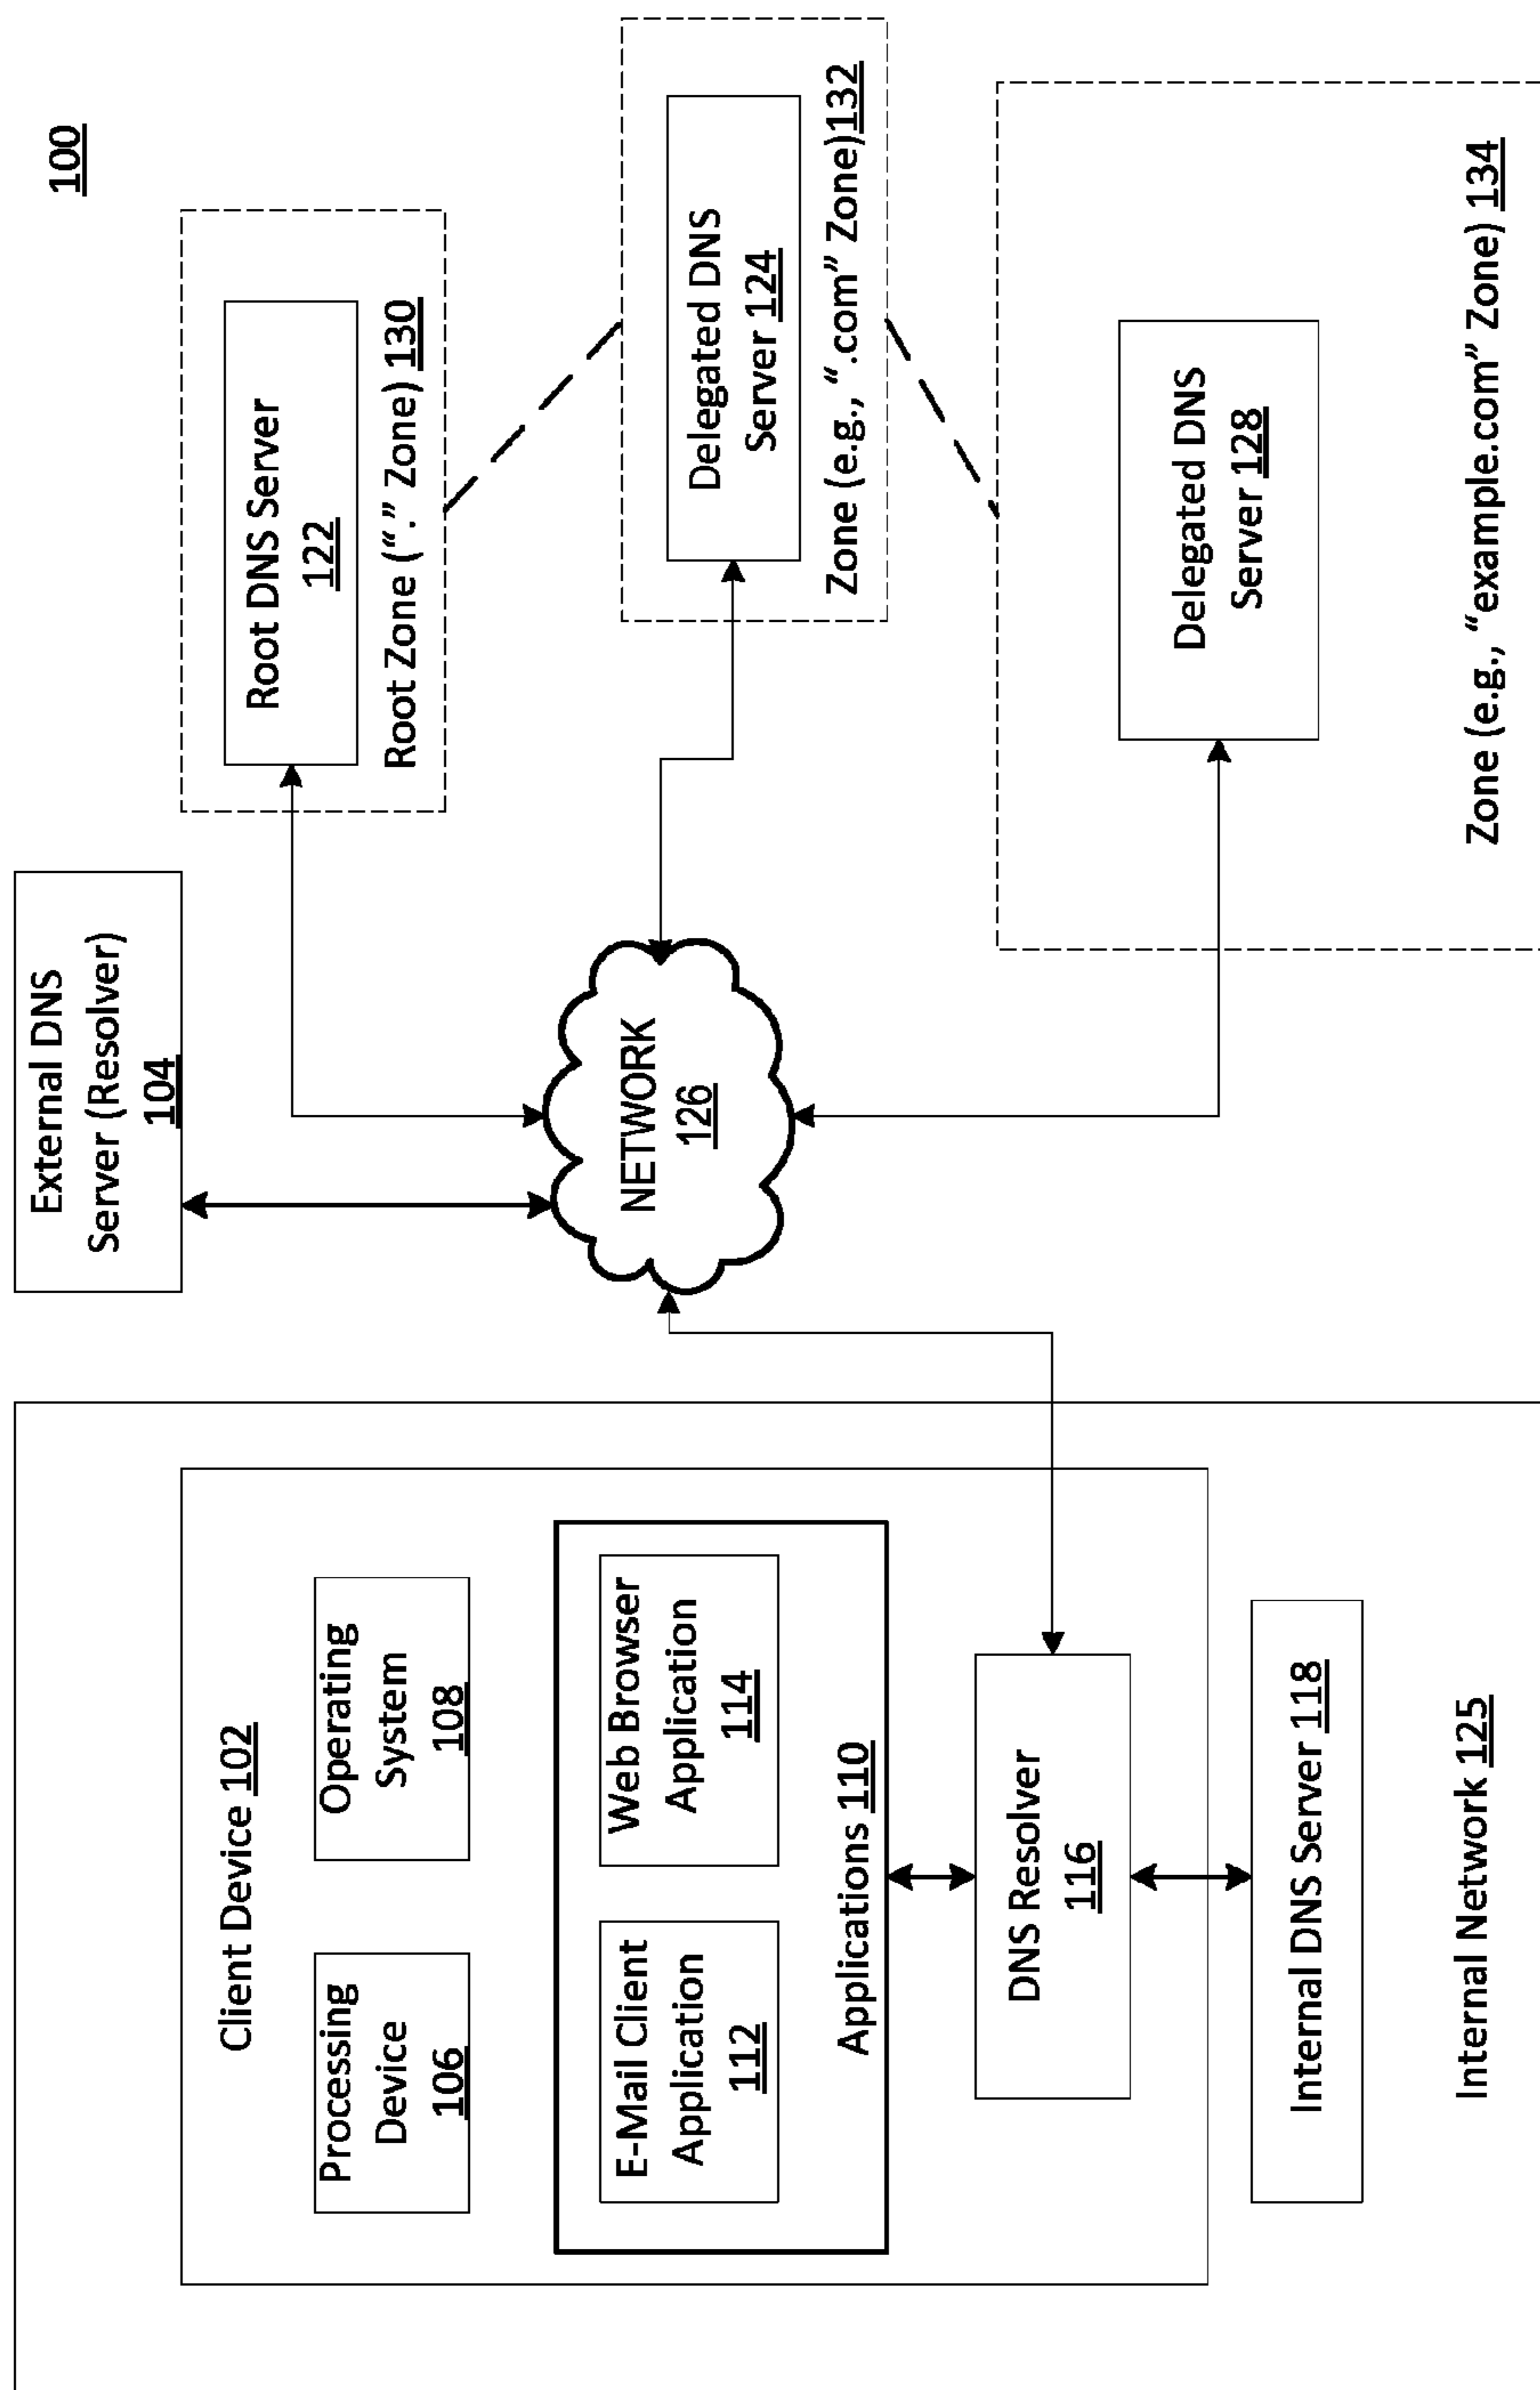 100
External DNS
Server (Resolver)
104
Root DNS Server
122
Root Zone (“.” Zone) 130
Delegated DNS
Server 124
Zone (e.g., “.com” Zone)132
Delegated DNS
Server 128
Zone (e.g., “example.com” Zone) 134
NETWORK
126
Client Device 102
Processing
Device
106
Operating
System
108
E-Mail Client
Application
112
Web Browser
Application
114
Applications 110
DNS Resolver
116
Internal DNS Server 118
Internal Network 125